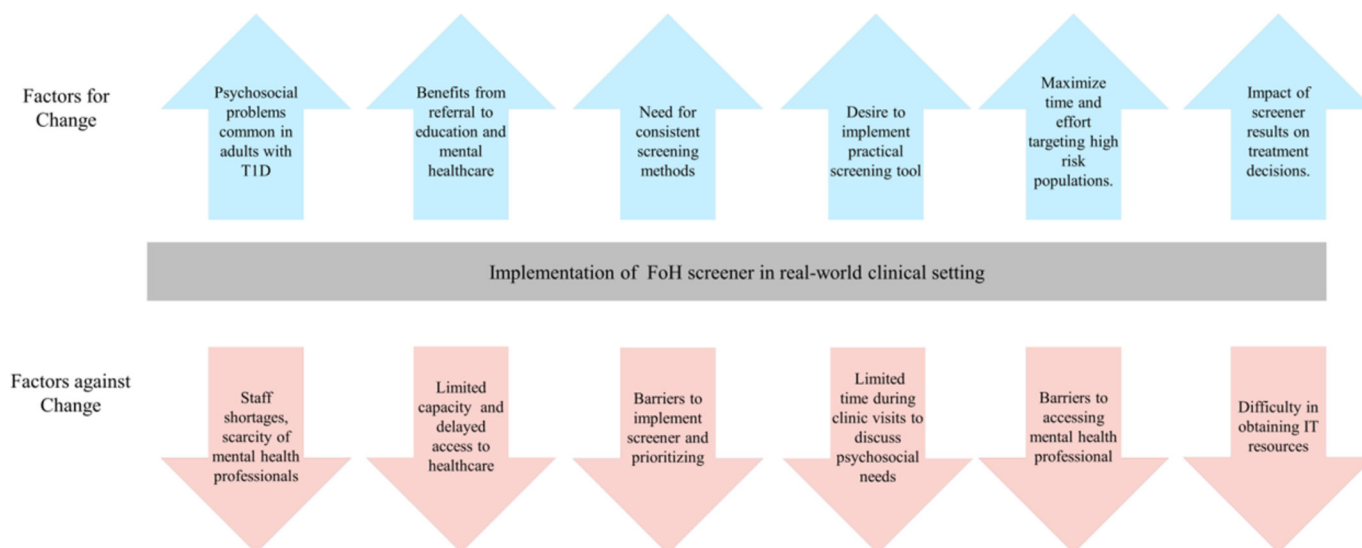 Factors for
Change
Psychosocial
problems
common in
adults with
T1D
Benefits from
referral to
education and
mental
healthcare
Need for
consistent
screening
methods
Desire to
implement
practical
screening tool
Maximize
time and
effort
targeting high
risk
populations.
Impact of
screener
results on
treatment
decisions.
Implementation of FoH screener in real-world clinical setting
Factors against
Change
Staff
shortages,
scarcity of
mental health
professionals
Limited
capacity and
delayed
access to
healthcare
Barriers to
implement
screener and
prioritizing
Limited
time during
clinic visits to
discuss
psychosocial
needs
Barriers to
accessing
mental health
professional
Difficulty in
obtaining IT
resources